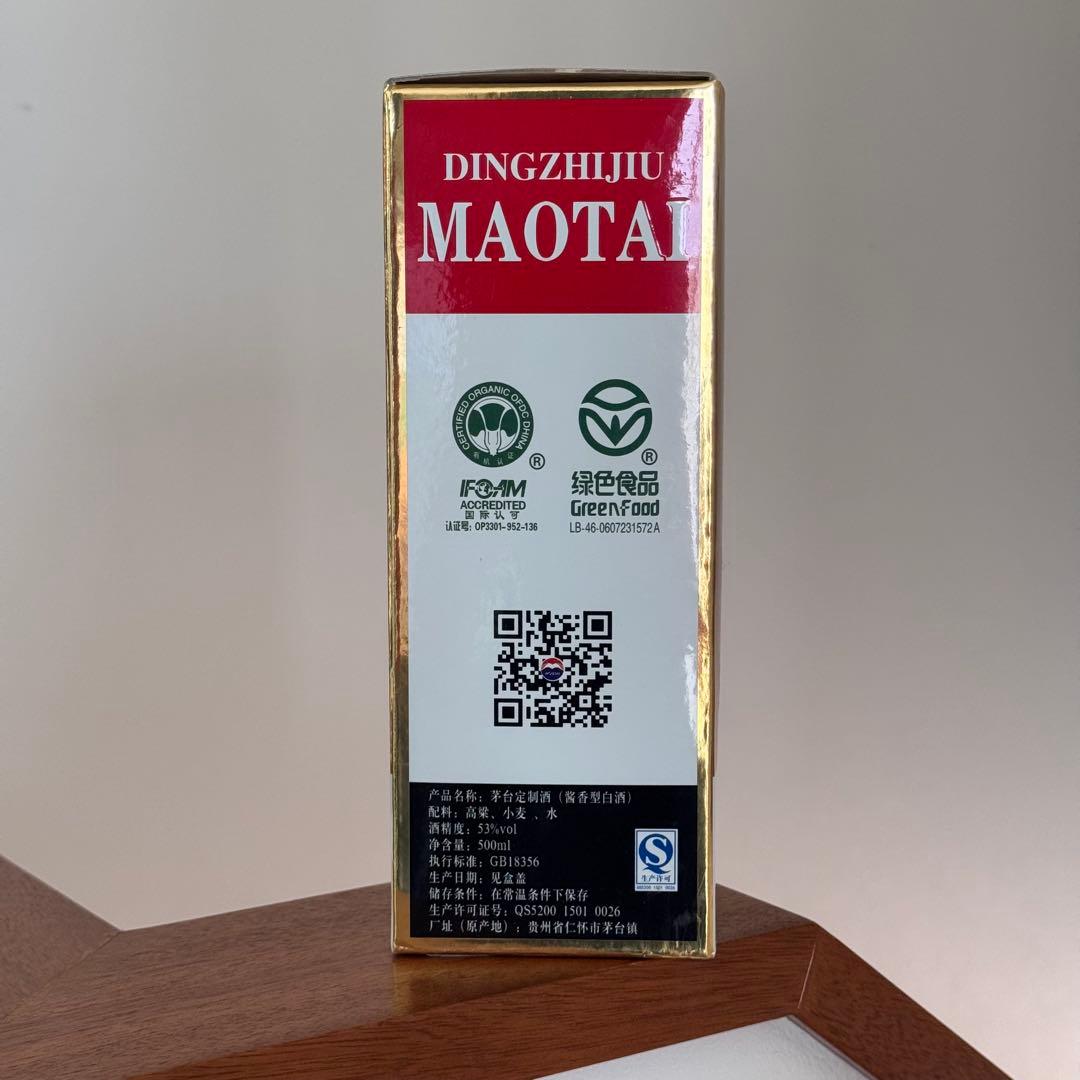 DINGZHIJIU
MAOTAI
CERTIFIED ORGANIC OFDC DHINA
有机认证
®
IFOAM
ACCREDITED
国际认可
认证号：OP3301-952-136
®
绿色食品
GreenFood
LB-46-0607231572A
产品名称：茅台定制酒（酱香型白酒）
配料：高粱、小麦 、水
酒精度：53%vol
净含量：500ml
执行标准：GB18356
生产日期：见盒盖
储存条件：在常温条件下保存
生产许可证号：QS5200 1501 0026
厂址（原产地）：贵州省仁怀市茅台镇
生产许可